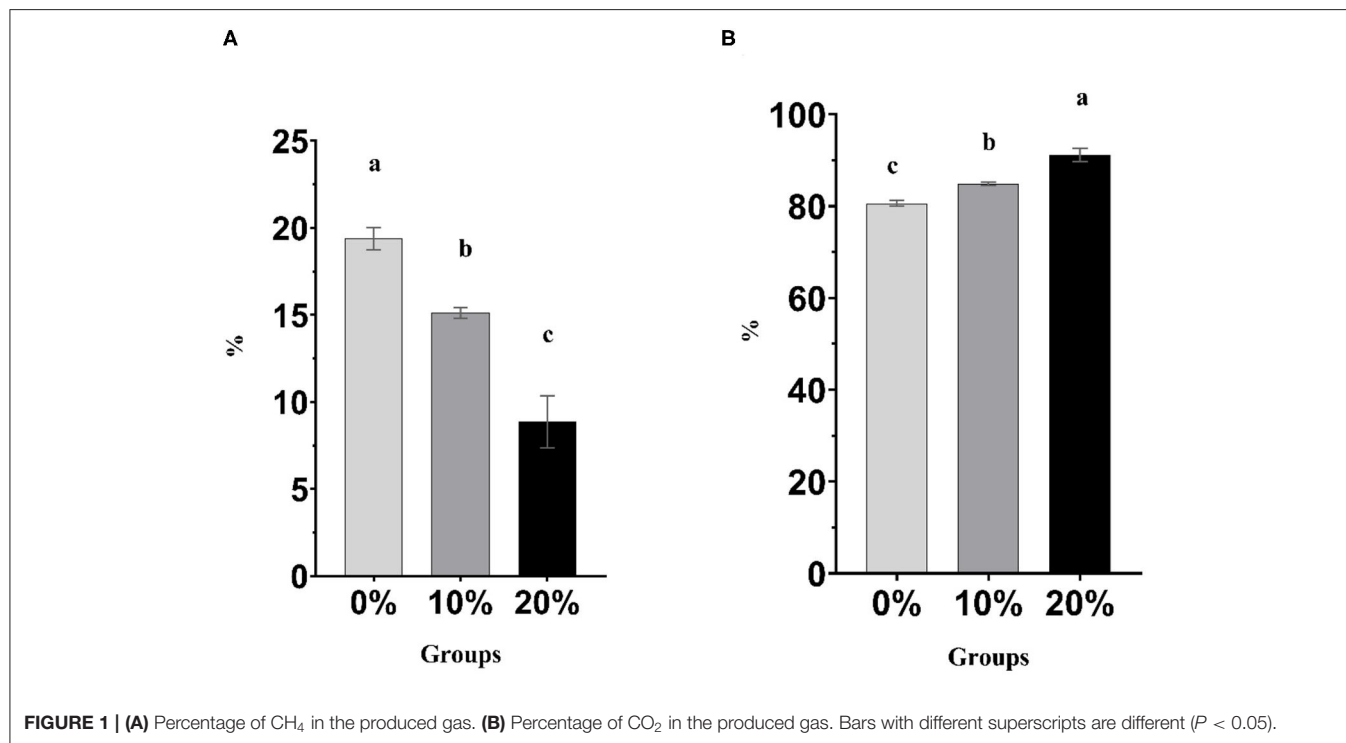 A
25
20
15
10
5
0
%
a
b
c
0% 10% 20%
Groups
B
100
80
60
40
20
0
%
c
b
a
0% 10% 20%
Groups
FIGURE 1 | (A) Percentage of CH₄ in the produced gas. (B) Percentage of CO₂ in the produced gas. Bars with different superscripts are different (P < 0.05).